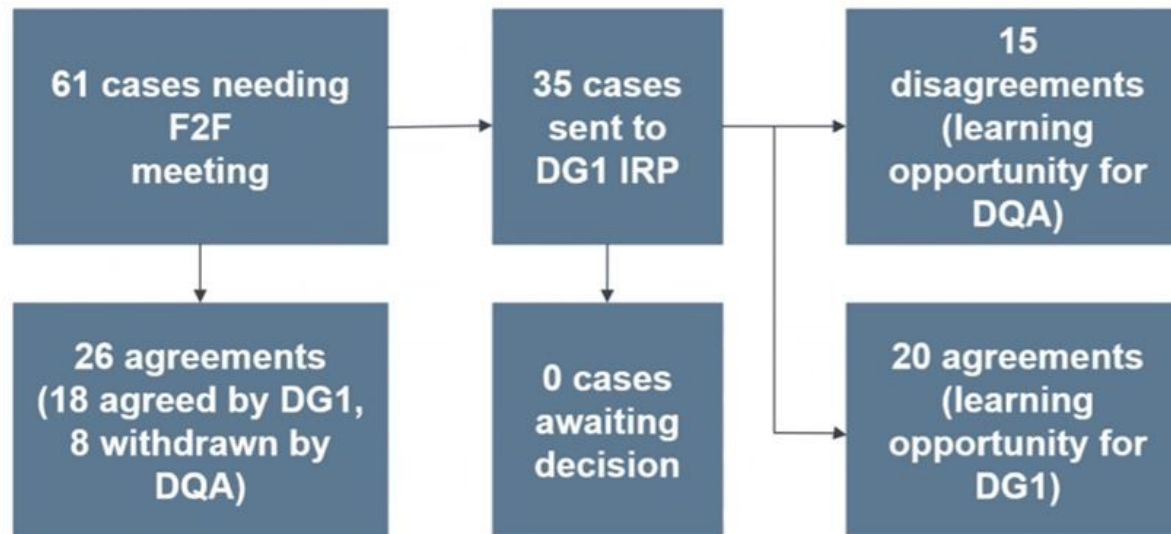 61 cases needing
F2F
meeting
35 cases
sent to
DG1 IRP
15
disagreements
(learning
opportunity for
DQA)
26 agreements
(18 agreed by DG1,
8 withdrawn by
DQA)
0 cases
awaiting
decision
20 agreements
(learning
opportunity for
DG1)